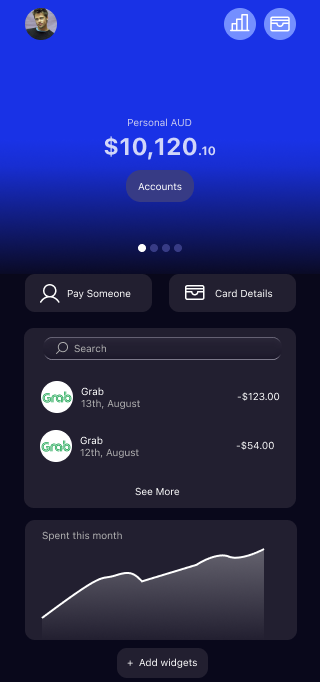 Personal AUD
$10,120.10
Accounts
Pay Someone
Card Details
Search
Grab
Grab
13th, August
-$123.00
Grab
Grab
12th, August
-$54.00
See More
Spent this month
+ Add widgets